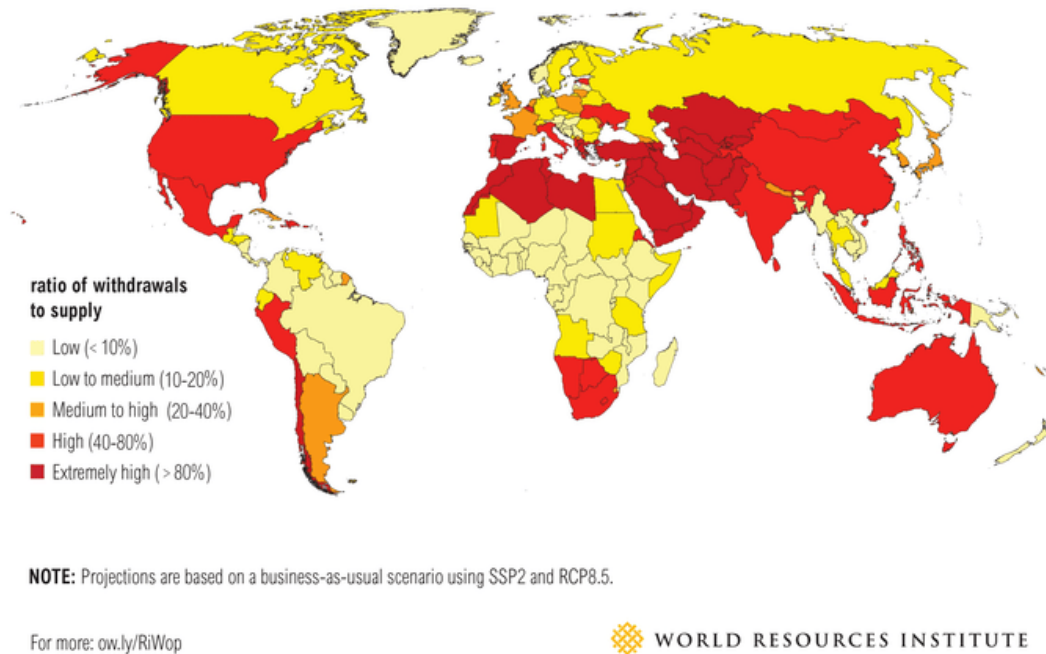 ratio of withdrawals
to supply
Low (< 10%)
Low to medium (10-20%)
Medium to high (20-40%)
High (40-80%)
Extremely high ( > 80%)
NOTE: Projections are based on a business-as-usual scenario using SSP2 and RCP8.5.
For more: ow.ly/RiWop
WORLD RESOURCES INSTITUTE